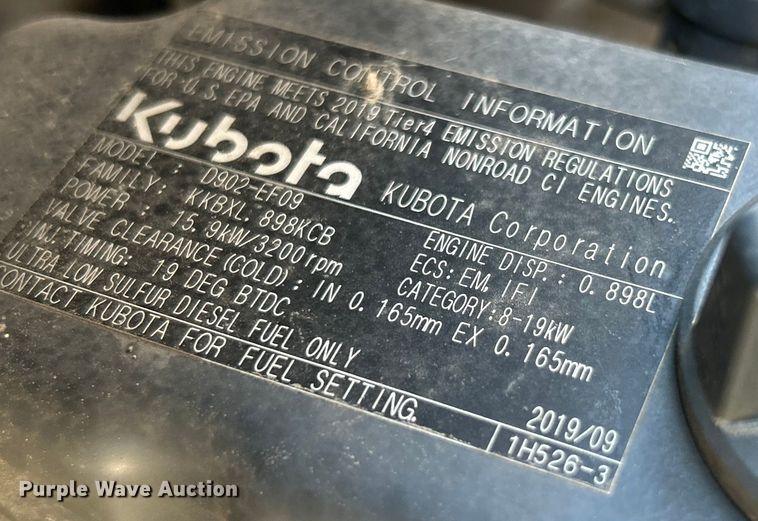 EMISSION CONTROL INFORMATION
THIS ENGINE MEETS 2019 Tier4 EMISSION REGULATIONS
FOR U.S EPA AND CALIFORNIA NONROAD CI ENGINES.
Kubota KUBOTA Corporation
MODEL : D902-EF09 ENGINE DISP : 0.898L
FAMILY: KKBXL.898KCB ECS: EM, IFI
POWER : 15.9kW/3200rpm CATEGORY:8-19kW
VALVE CLEARANCE(COLD): IN 0.165mm EX 0.165mm
INJ.TIMING: 19 DEG BTDC
ULTRA LOW SULFUR DIESEL FUEL ONLY
CONTACT KUBOTA FOR FUEL SETTING.
2019/09
1H526-3
Purple Wave Auction